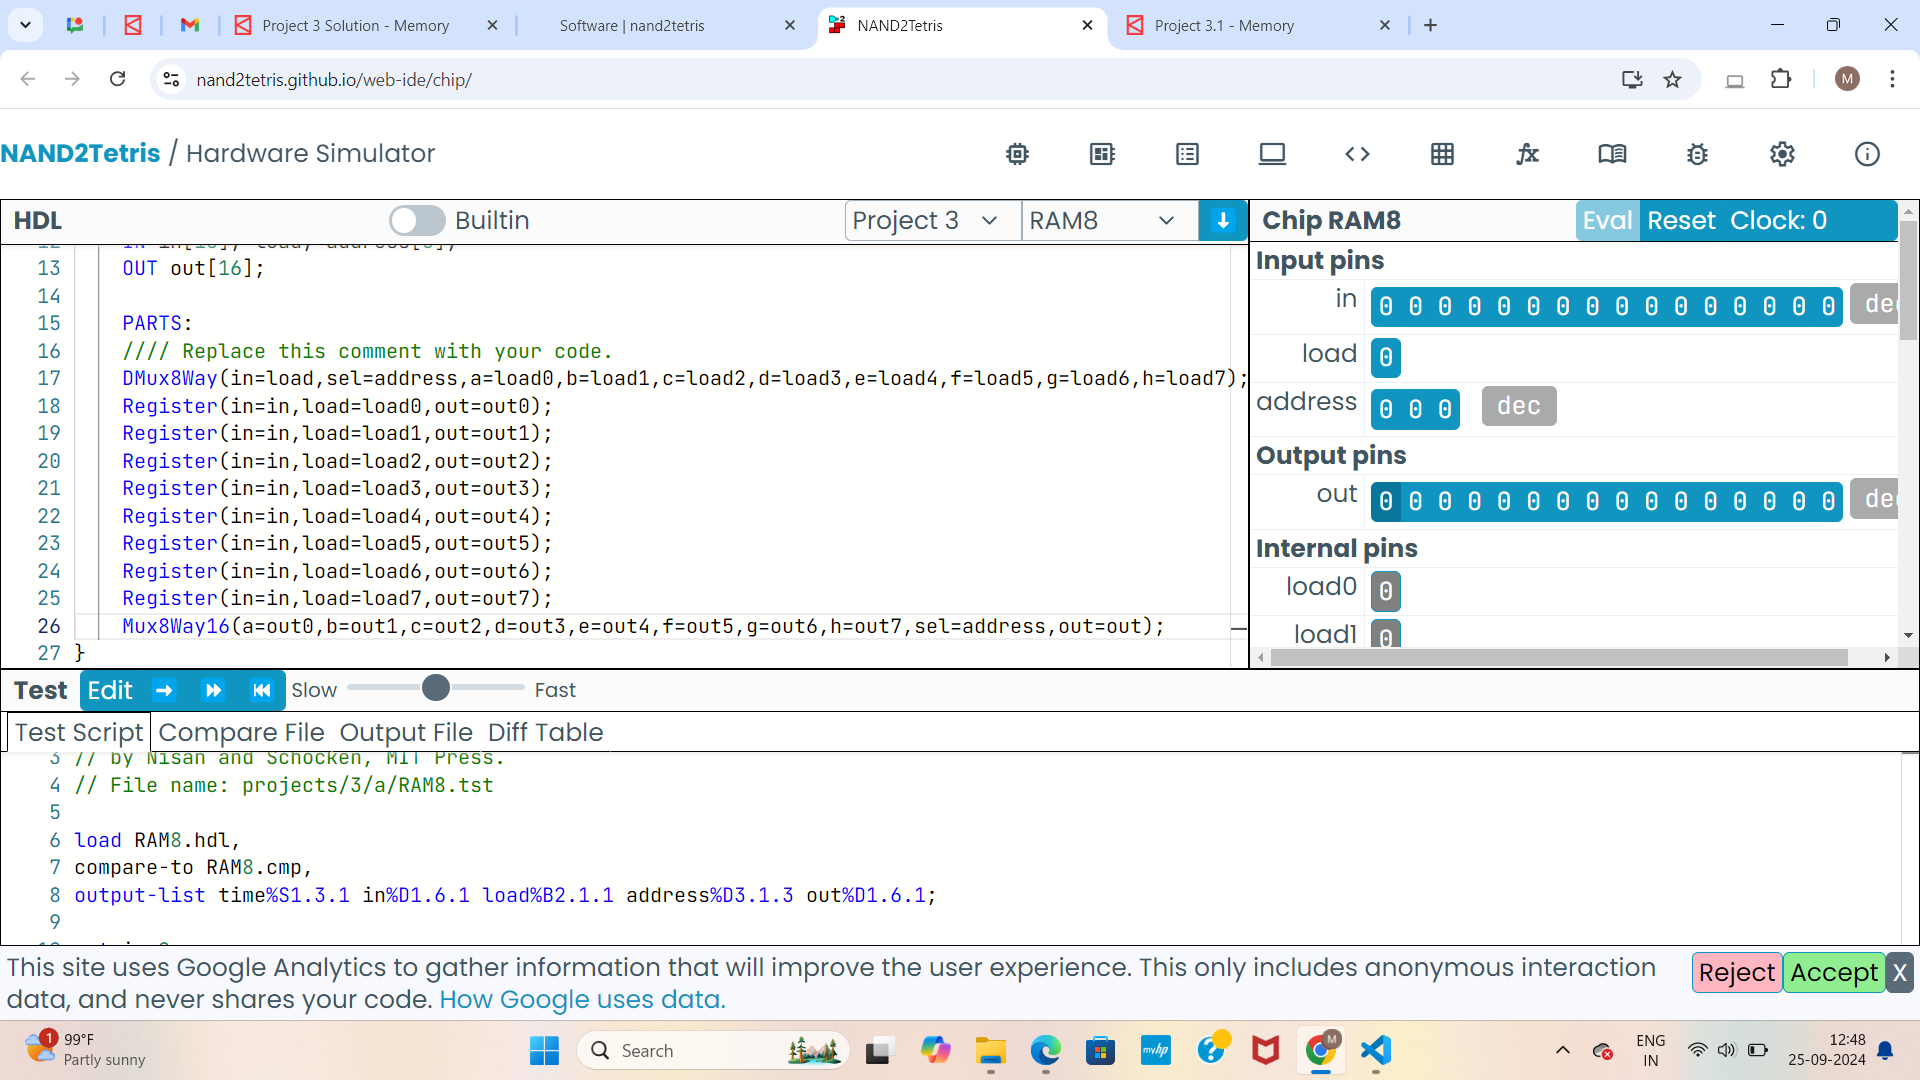 Project 3 Solution - Memory
Software | nand2tetris
NAND2Tetris
Project 3.1 - Memory
nand2tetris.github.io/web-ide/chip/
M
NAND2Tetris / Hardware Simulator
HDL
Builtin
Project 3
RAM8
13 OUT out[16];
14
15 PARTS:
16 //// Replace this comment with your code.
17 DMux8Way(in=load,sel=address,a=load0,b=load1,c=load2,d=load3,e=load4,f=load5,g=load6,h=load7);
18 Register(in=in,load=load0,out=out0);
19 Register(in=in,load=load1,out=out1);
20 Register(in=in,load=load2,out=out2);
21 Register(in=in,load=load3,out=out3);
22 Register(in=in,load=load4,out=out4);
23 Register(in=in,load=load5,out=out5);
24 Register(in=in,load=load6,out=out6);
25 Register(in=in,load=load7,out=out7);
26 Mux8Way16(a=out0,b=out1,c=out2,d=out3,e=out4,f=out5,g=out6,h=out7,sel=address,out=out);
27 }
Chip RAM8
Eval Reset Clock: 0
Input pins
in 0 0 0 0 0 0 0 0 0 0 0 0 0 0 0 0 dec
load 0
address 0 0 0 dec
Output pins
out 0 0 0 0 0 0 0 0 0 0 0 0 0 0 0 0 dec
Internal pins
load0 0
load1 0
Test Edit Slow Fast
Test Script Compare File Output File Diff Table
3 // by Nisan and Schocken, MIT Press.
4 // File name: projects/3/a/RAM8.tst
5
6 load RAM8.hdl,
7 compare-to RAM8.cmp,
8 output-list time%S1.3.1 in%D1.6.1 load%B2.1.1 address%D3.1.3 out%D1.6.1;
9
This site uses Google Analytics to gather information that will improve the user experience. This only includes anonymous interaction
data, and never shares your code. How Google uses data.
Reject Accept X
1
99°F
Partly sunny
Search
myhp
M
ENG
IN
12:48
25-09-2024